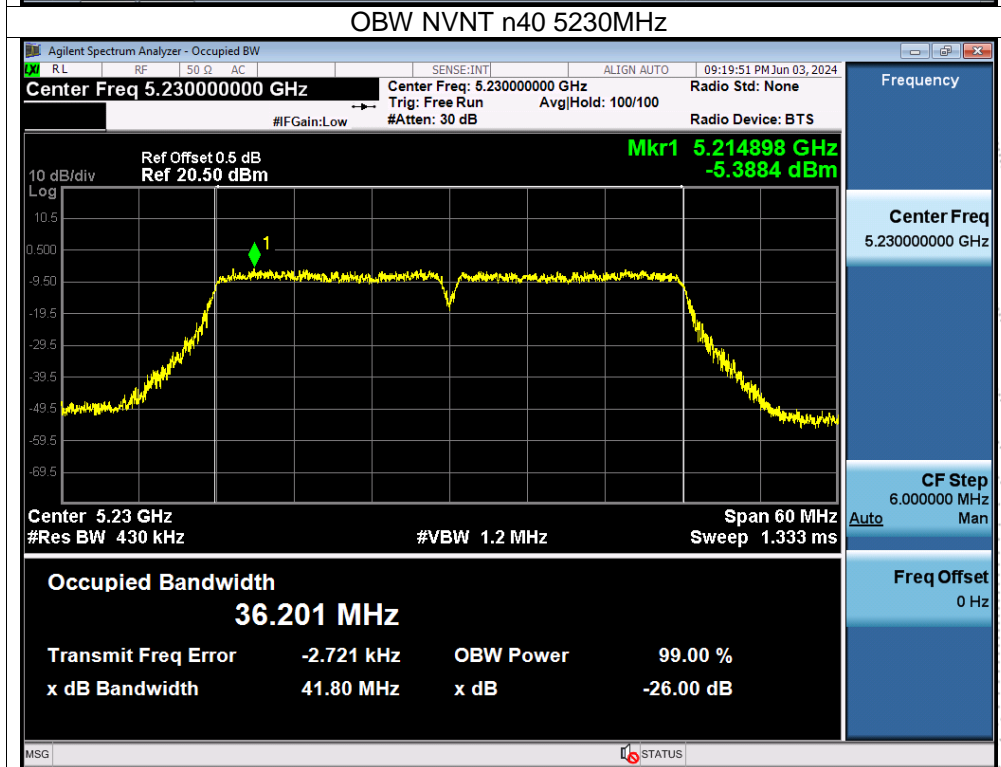 OBW NVNT n40 5230MHz
Agilent Spectrum Analyzer - Occupied BW
LXI RL RF 50 Ω AC SENSE:INT ALIGN AUTO 09:19:51 PM Jun 03, 2024
Center Freq 5.230000000 GHz
Center Freq: 5.230000000 GHz Radio Std: None
Trig: Free Run Avg|Hold: 100/100
#IFGain:Low #Atten: 30 dB Radio Device: BTS
Frequency
Mkr1 5.214898 GHz
-5.3884 dBm
Ref Offset 0.5 dB
10 dB/div Ref 20.50 dBm
Log
10.5
0.500
-9.50
-19.5
-29.5
-39.5
-49.5
-59.5
-69.5
1
Center 5.23 GHz Span 60 MHz
#Res BW 430 kHz #VBW 1.2 MHz Sweep 1.333 ms
Center Freq
5.230000000 GHz
CF Step
6.000000 MHz
Auto Man
Freq Offset
0 Hz
Occupied Bandwidth
36.201 MHz
Transmit Freq Error -2.721 kHz OBW Power 99.00 %
x dB Bandwidth 41.80 MHz x dB -26.00 dB
MSG STATUS